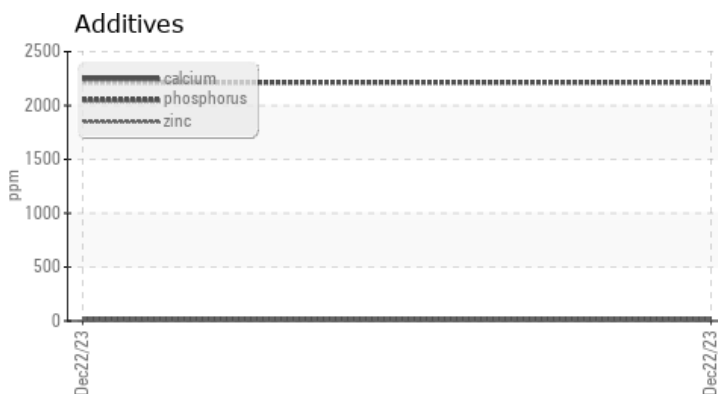 Additives
2500
2000
1500
1000
500
0
ppm
calcium
phosphorus
zinc
Dec22/23
Dec22/23